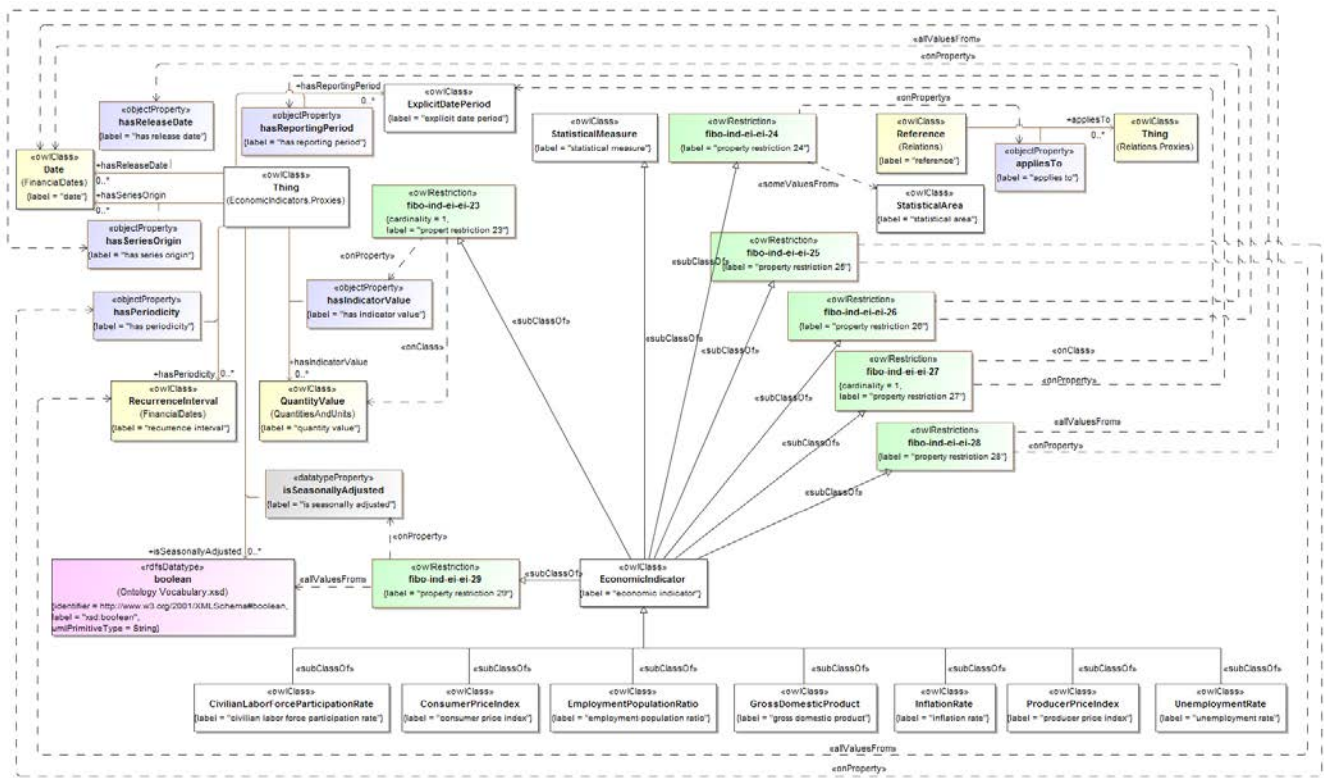 «allValuesFrom»
«onProperty»
+hasReportingPeriod
0..*
«owlClass»
ExplicitDatePeriod
{label = "explicit date period"}
«objectProperty»
hasReleaseDate
{label = "has release date"}
«objectProperty»
hasReportingPeriod
{label = "has reporting period"}
«owlClass»
StatisticalMeasure
{label = "statistical measure"}
«owlRestriction»
fibo-ind-ei-ei-24
{label = "property restriction 24"}
«onProperty»
«owlClass»
Reference
(Relations)
{label = "reference"}
+appliesTo
0..*
«owlClass»
Thing
(Relations.Proxies)
«objectProperty»
appliesTo
{label = "applies to"}
«owlClass»
Date
(FinancialDates)
{label = "date"}
+hasReleaseDate
0..*
+hasSeriesOrigin
0..*
«owlClass»
Thing
(EconomicIndicators.Proxies)
«owlRestriction»
fibo-ind-ei-ei-23
{cardinality = 1,
label = "propert restriction 23"}
«someValuesFrom»
«owlClass»
StatisticalArea
{label = "statistical area"}
«objectProperty»
hasSeriesOrigin
{label = "has series origin"}
«onProperty»
«owlRestriction»
fibo-ind-ei-ei-25
{label = "property restriction 25"}
«subClassOf»
«objectProperty»
hasPeriodicity
{label = "has periodicity"}
«objectProperty»
hasIndicatorValue
{label = "has indicator value"}
«owlRestriction»
fibo-ind-ei-ei-26
{label = "property restriction 26"}
«subClassOf»
«onClass»
«subClassOf»
«subClassOf»
«owlRestriction»
fibo-ind-ei-ei-27
{cardinality = 1,
label = "property restriction 27"}
«onClass»
«onProperty»
+hasPeriodicity
0..*
+hasIndicatorValue
0..*
«owlClass»
RecurrenceInterval
(FinancialDates)
{label = "recurrence interval"}
«owlClass»
QuantityValue
(QuantitiesAndUnits)
{label = "quantity value"}
«subClassOf»
«subClassOf»
«owlRestriction»
fibo-ind-ei-ei-28
{label = "property restriction 28"}
«allValuesFrom»
«onProperty»
«subClassOf»
«datatypeProperty»
isSeasonallyAdjusted
{label = "is seasonally adjusted"}
«onProperty»
+isSeasonallyAdjusted
0..*
«rdfsDatatype»
boolean
(Ontology Vocabulary.xsd)
{identifier = http://www.w3.org/2001/XMLSchema#boolean,
label = "xsd:boolean",
umlPrimitiveType = String}
«allValuesFrom»
«owlRestriction»
fibo-ind-ei-ei-29
{label = "property restriction 29"}
«subClassOf»
«owlClass»
EconomicIndicator
{label = "economic indicator"}
«subClassOf»
«subClassOf»
«subClassOf»
«subClassOf»
«subClassOf»
«subClassOf»
«subClassOf»
«owlClass»
CivilianLaborForceParticipationRate
{label = "civilian labor force participation rate"}
«owlClass»
ConsumerPriceIndex
{label = "consumer price index"}
«owlClass»
EmploymentPopulationRatio
{label = "employment-population ratio"}
«owlClass»
GrossDomesticProduct
{label = "gross domestic product"}
«owlClass»
InflationRate
{label = "inflation rate"}
«owlClass»
ProducerPriceIndex
{label = "producer price index"}
«owlClass»
UnemploymentRate
{label = "unemployment rate"}
«allValuesFrom»
«onProperty»